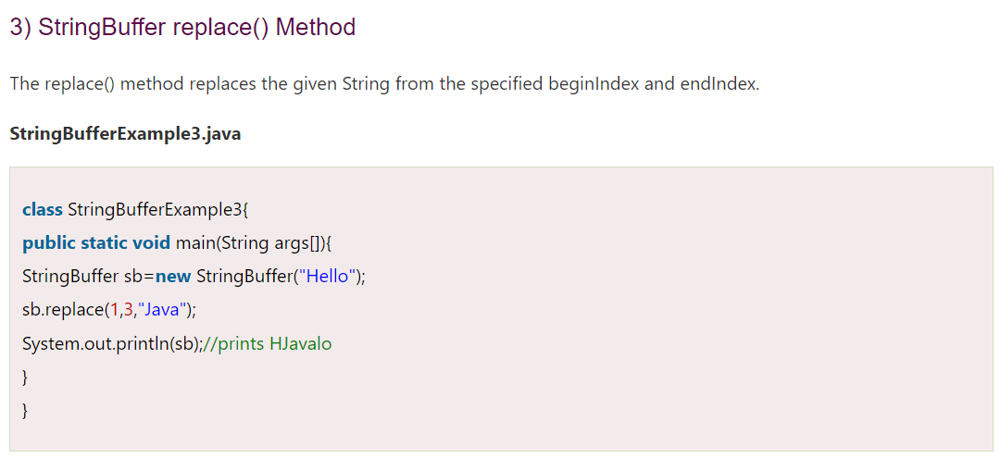 3) StringBuffer replace() Method
The replace() method replaces the given String from the specified beginIndex and endIndex.
StringBufferExample3.java
class StringBufferExample3{
public static void main(String args[]){
StringBuffer sb=new StringBuffer("Hello");
sb.replace(1,3,"Java");
System.out.println(sb);//prints HJavalo
}
}